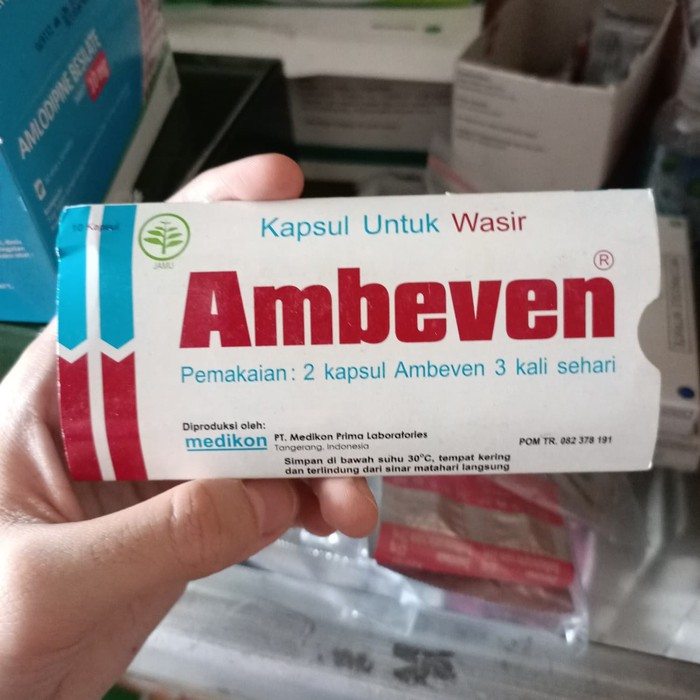 AMLODIPINE BESILATE
10 mg
10 Kapsul
JAMU
Kapsul Untuk Wasir
Ambeven®
Pemakaian : 2 kapsul Ambeven 3 kali sehari
Diproduksi oleh:
medikon PT. Medikon Prima Laboratories
Tangerang, Indonesia
POM TR. 082 378 191
Simpan di bawah suhu 30°C, tempat kering
dan terlindung dari sinar matahari langsung